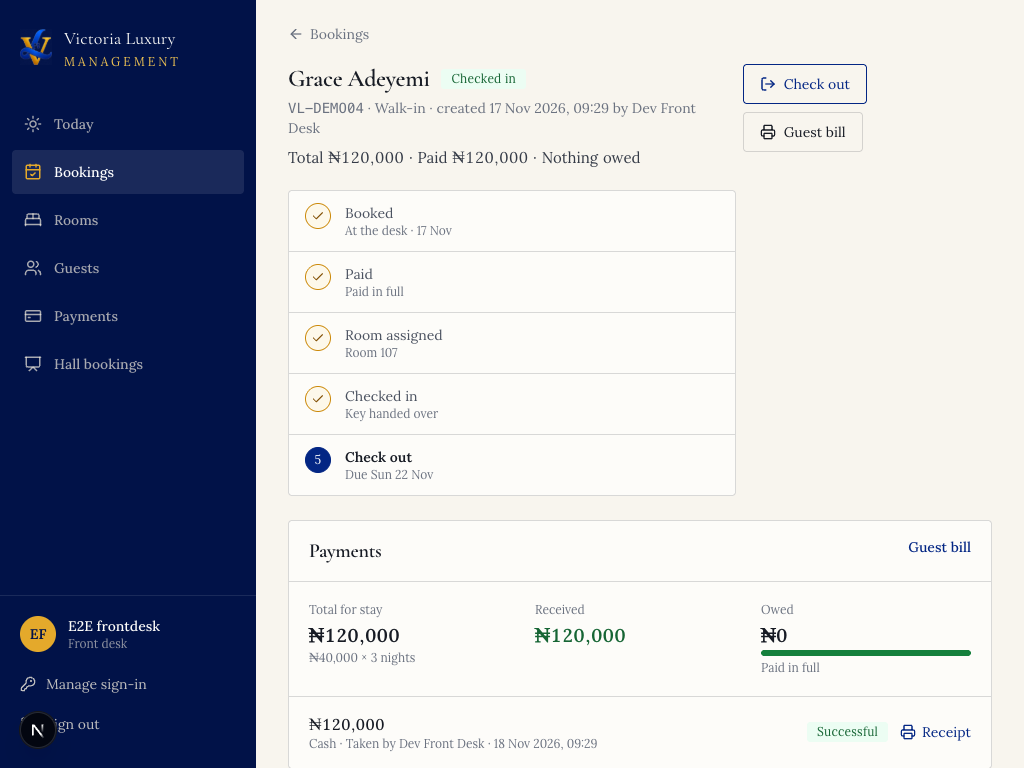 Victoria Luxury
MANAGEMENT
Today
Bookings
Rooms
Guests
Payments
Hall bookings
EF
E2E frontdesk
Front desk
Manage sign-in
N
gn out
Bookings
Grace Adeyemi
Checked in
VL-DEMO04 · Walk-in · created 17 Nov 2026, 09:29 by Dev Front
Desk
Total ₦120,000 · Paid ₦120,000 · Nothing owed
Check out
Guest bill
Booked
At the desk · 17 Nov
Paid
Paid in full
Room assigned
Room 107
Checked in
Key handed over
5
Check out
Due Sun 22 Nov
Payments
Guest bill
Total for stay
₦120,000
₦40,000 × 3 nights
Received
₦120,000
Owed
₦0
Paid in full
₦120,000
Cash · Taken by Dev Front Desk · 18 Nov 2026, 09:29
Successful
Receipt